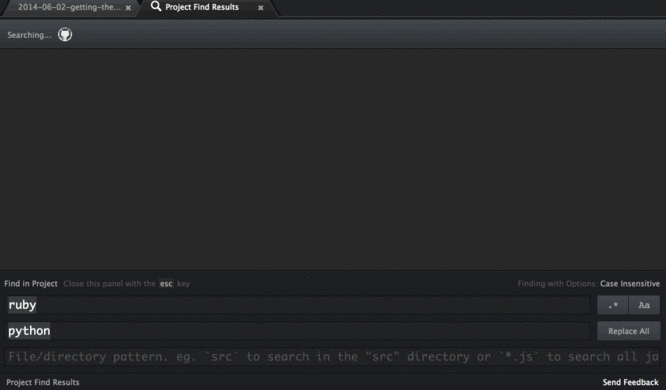 2014-06-02-getting-the... × Project Find Results ×
Searching...
Find in Project Close this panel with the esc key Finding with Options: Case Insensitive
ruby .* Aa
python Replace All
File/directory pattern. eg. `src` to search in the "src" directory or `*.js` to search all ja
Project Find Results Send Feedback